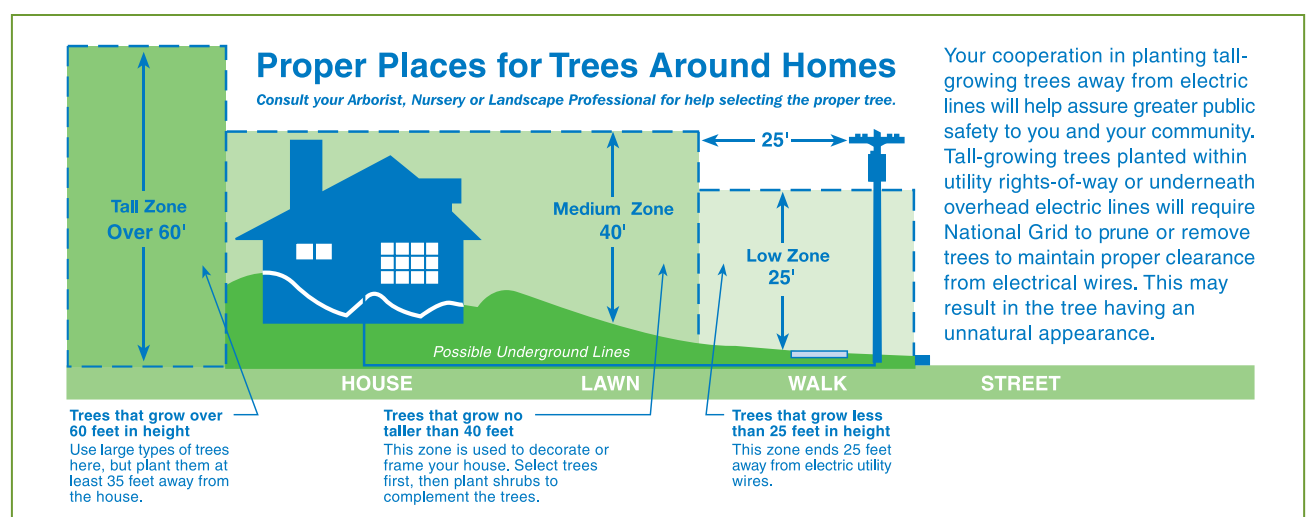 Proper Places for Trees Around Homes
Consult your Arborist, Nursery or Landscape Professional for help selecting the proper tree.
Tall Zone
Over 60'
Medium Zone
40'
25'
Low Zone
25'
Possible Underground Lines
HOUSE
LAWN
WALK
STREET
Trees that grow over
60 feet in height
Use large types of trees
here, but plant them at
least 35 feet away from
the house.
Trees that grow no
taller than 40 feet
This zone is used to decorate or
frame your house. Select trees
first, then plant shrubs to
complement the trees.
Trees that grow less
than 25 feet in height
This zone ends 25 feet
away from electric utility
wires.
Your cooperation in planting tall-
growing trees away from electric
lines will help assure greater public
safety to you and your community.
Tall-growing trees planted within
utility rights-of-way or underneath
overhead electric lines will require
National Grid to prune or remove
trees to maintain proper clearance
from electrical wires. This may
result in the tree having an
unnatural appearance.